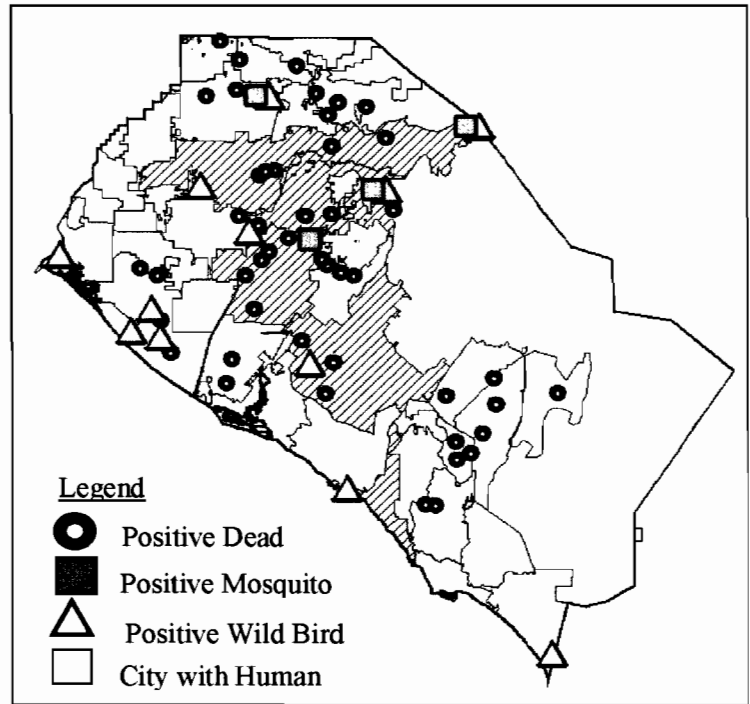 Legend
Positive Dead
Positive Mosquito
Positive Wild Bird
City with Human